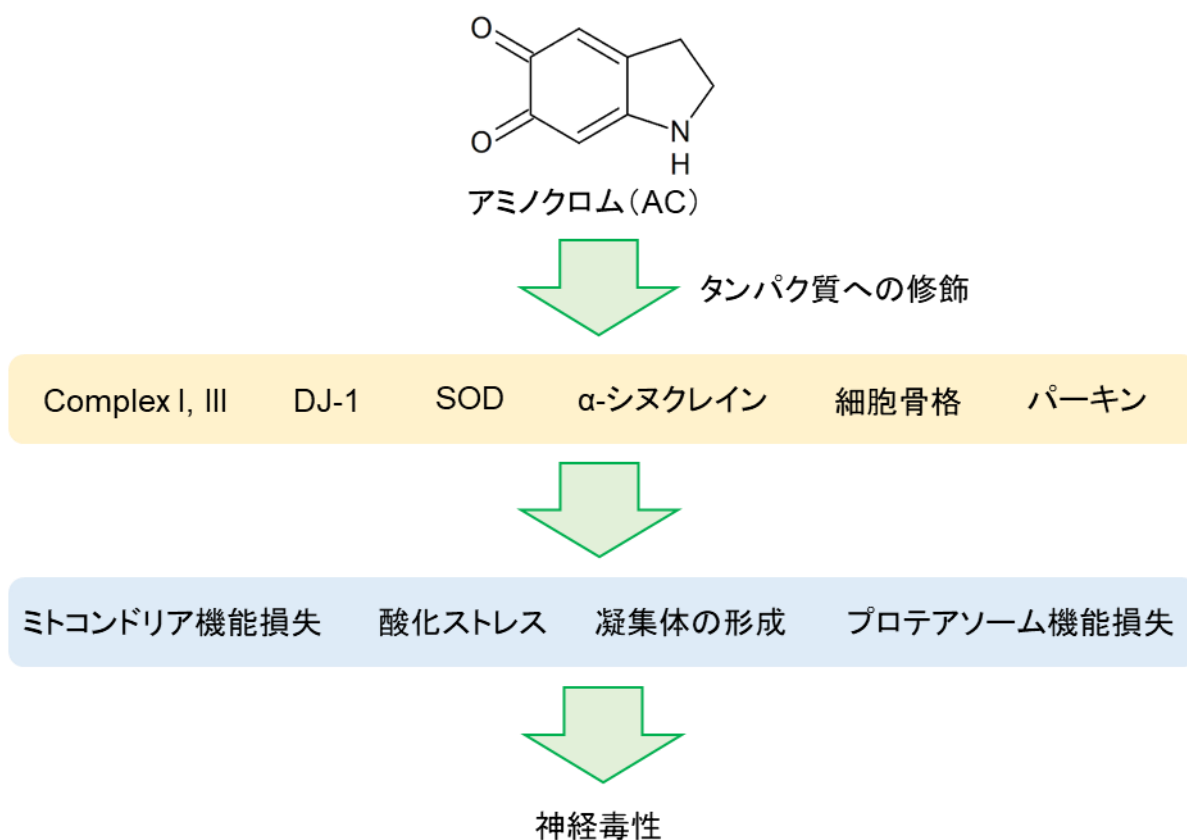 O
O
N
H
アミノクロム（AC）
タンパク質への修飾
Complex I, III DJ-1 SOD α-シヌクレイン 細胞骨格 パーキン
ミトコンドリア機能損失 酸化ストレス 凝集体の形成 プロテアソーム機能損失
神経毒性